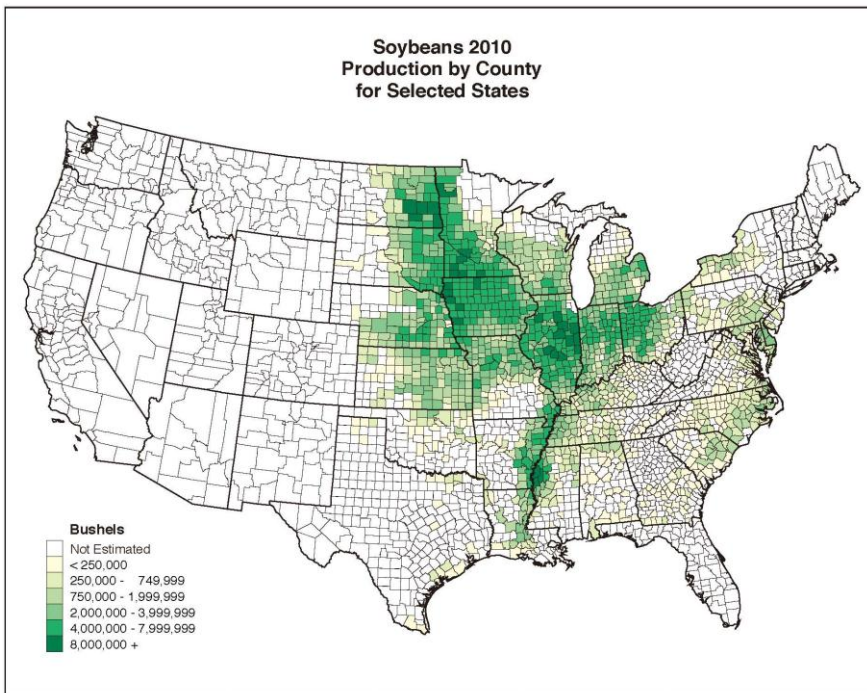 Soybeans 2010
Production by County
for Selected States
Bushels
Not Estimated
< 250,000
250,000 - 749,999
750,000 - 1,999,999
2,000,000 - 3,999,999
4,000,000 - 7,999,999
8,000,000 +